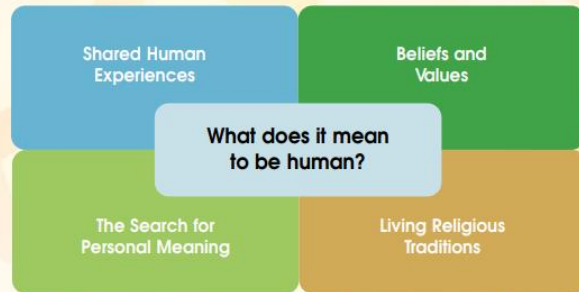 Shared Human
Experiences
Beliefs and
Values
What does it mean
to be human?
The Search for
Personal Meaning
Living Religious
Traditions